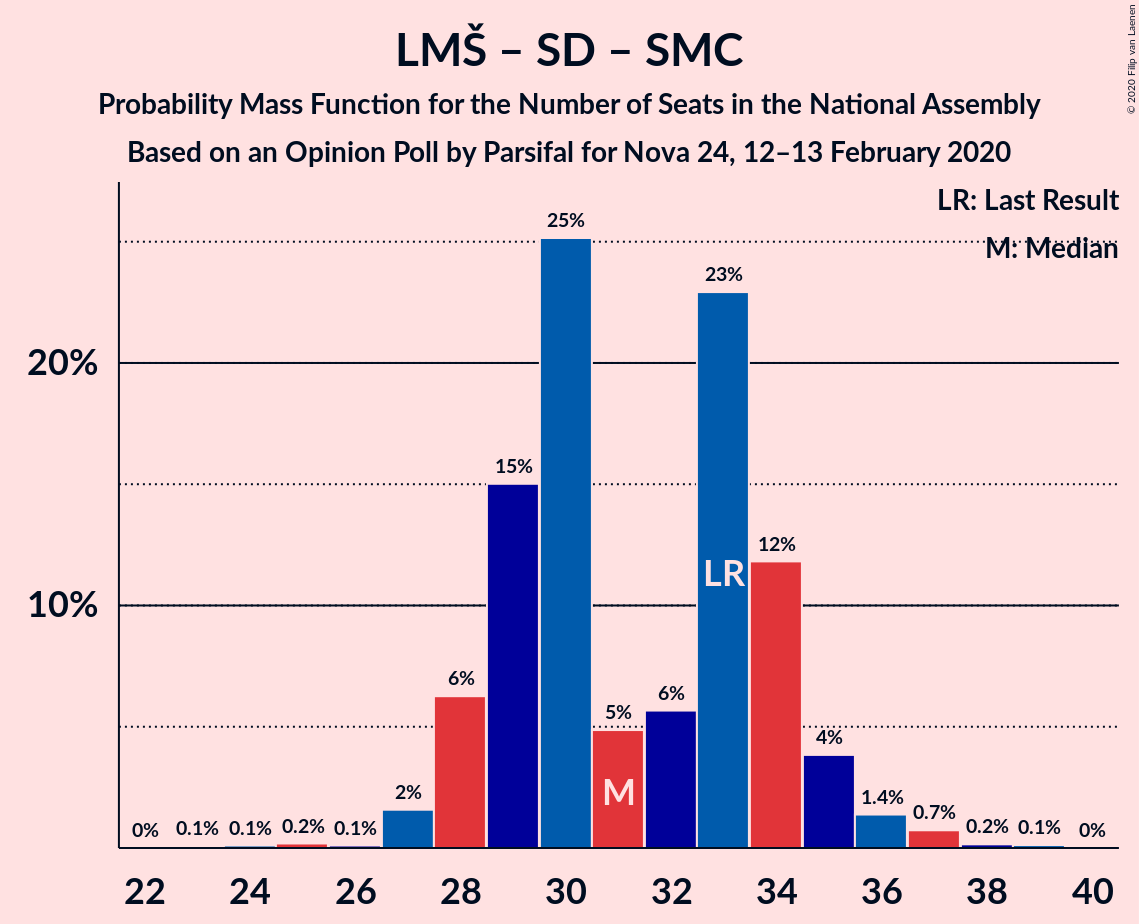 LMŠ – SD – SMC
Probability Mass Function for the Number of Seats in the National Assembly
Based on an Opinion Poll by Parsifal for Nova 24, 12–13 February 2020
© 2020 Filip van Laenen
LR: Last Result
M: Median
20%
10%
0%
0.1%
0.1%
0.2%
0.1%
2%
6%
15%
25%
5%
M
6%
23%
LR
12%
4%
1.4%
0.7%
0.2%
0.1%
0%
22 24 26 28 30 32 34 36 38 40